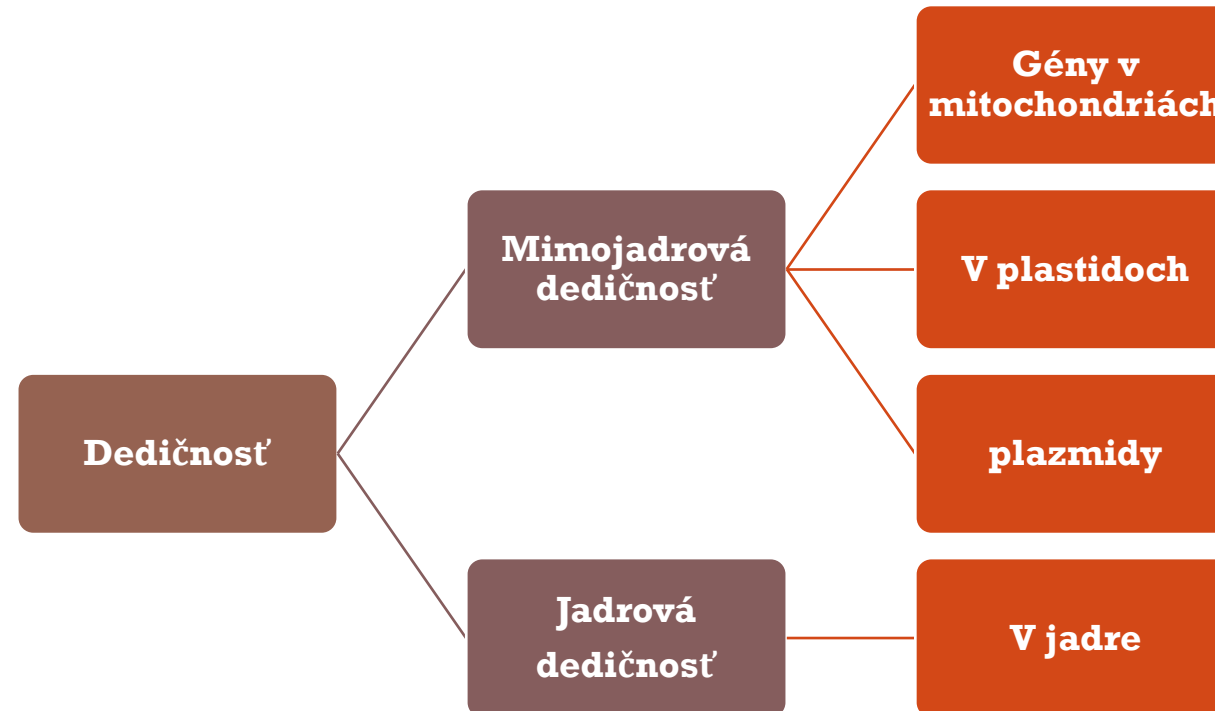 Gény v
mitochondriách
Mimojadrová
dedičnosť
V plastidoch
Dedičnosť
plazmidy
Jadrová
dedičnosť
V jadre